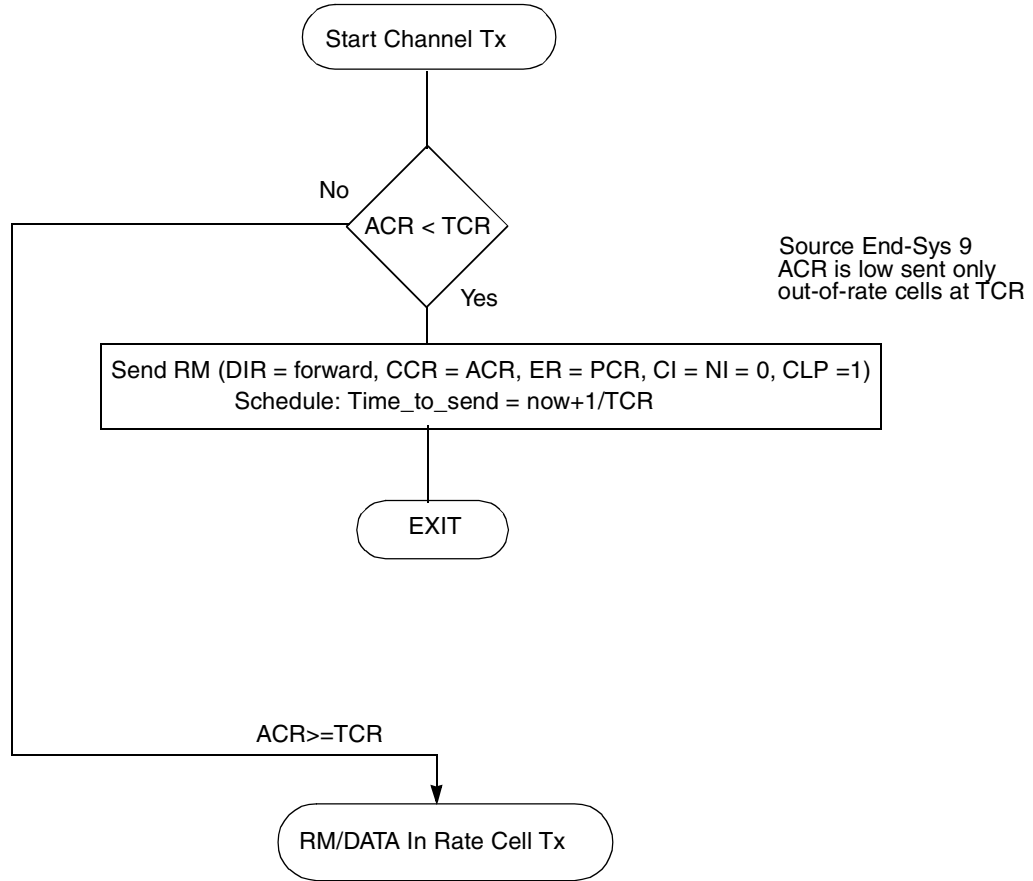 Start Channel Tx
No
ACR < TCR
Source End-Sys 9
ACR is low sent only
out-of-rate cells at TCR
Yes
Send RM (DIR = forward, CCR = ACR, ER = PCR, CI = NI = 0, CLP =1)
Schedule: Time_to_send = now+1/TCR
EXIT
ACR>=TCR
RM/DATA In Rate Cell Tx